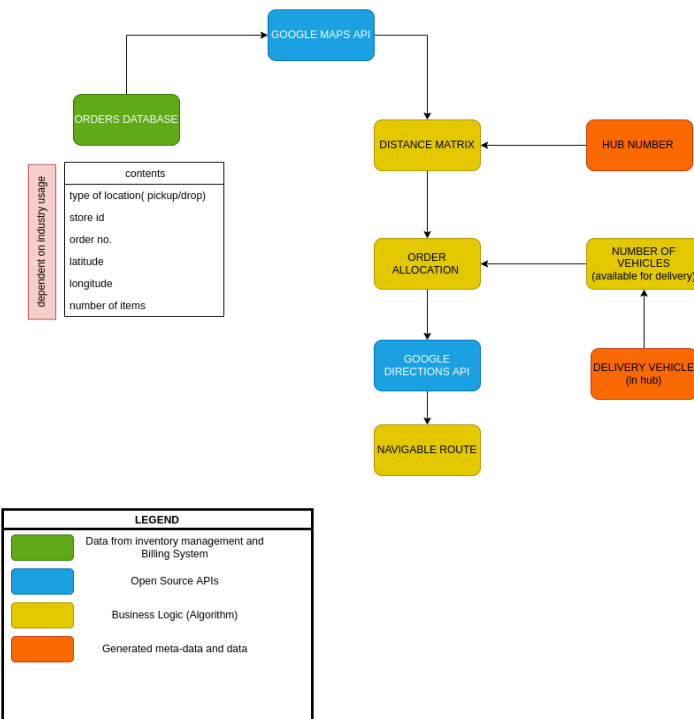 GOOGLE MAPS API
ORDERS DATABASE
DISTANCE MATRIX
HUB NUMBER
dependent on industry usage
contents
type of location( pickup/drop)
store id
order no.
latitude
longitude
number of items
ORDER
ALLOCATION
NUMBER OF
VEHICLES
(available for delivery)
GOOGLE
DIRECTIONS API
DELIVERY VEHICLE
(in hub)
NAVIGABLE ROUTE
LEGEND
Data from inventory management and
Billing System
Open Source APIs
Business Logic (Algorithm)
Generated meta-data and data